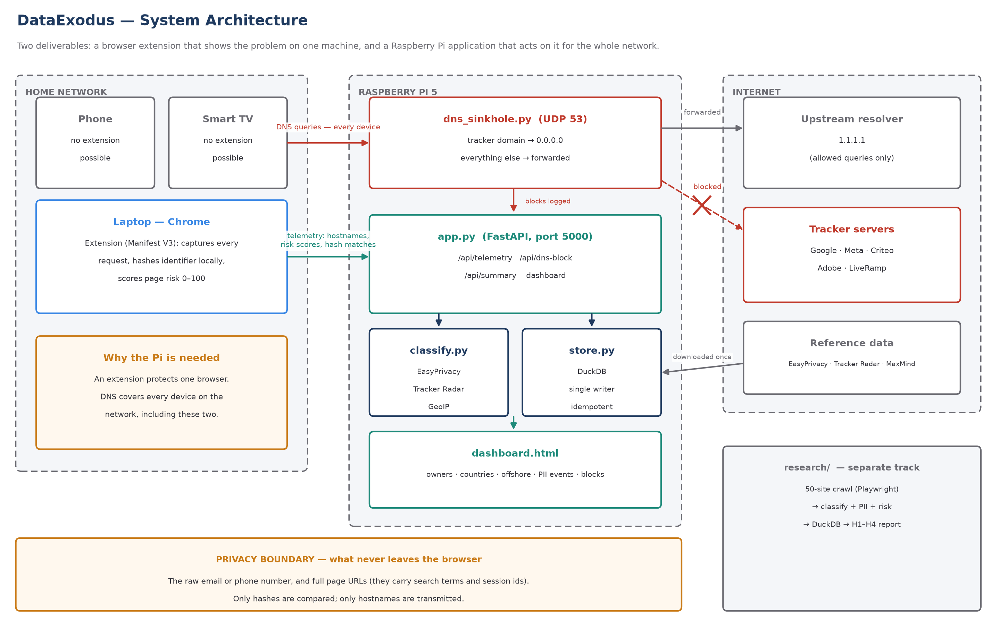 DataExodus — System Architecture
Two deliverables: a browser extension that shows the problem on one machine, and a Raspberry Pi application that acts on it for the whole network.
HOME NETWORK
Phone
no extension
possible
Smart TV
no extension
possible
DNS queries — every device
Laptop — Chrome
Extension (Manifest V3): captures every
request, hashes identifier locally,
scores page risk 0–100
telemetry: hostnames,
risk scores, hash matches
Why the Pi is needed
An extension protects one browser.
DNS covers every device on the
network, including these two.
RASPBERRY PI 5
dns_sinkhole.py  (UDP 53)
tracker domain → 0.0.0.0
everything else → forwarded
blocks logged
app.py  (FastAPI, port 5000)
/api/telemetry   /api/dns-block
/api/summary    dashboard
classify.py
EasyPrivacy
Tracker Radar
GeoIP
store.py
DuckDB
single writer
idempotent
dashboard.html
owners · countries · offshore · PII events · blocks
forwarded
blocked
downloaded once
INTERNET
Upstream resolver
1.1.1.1
(allowed queries only)
Tracker servers
Google · Meta · Criteo
Adobe · LiveRamp
Reference data
EasyPrivacy · Tracker Radar · MaxMind
research/  — separate track
50-site crawl (Playwright)
→ classify + PII + risk
→ DuckDB → H1–H4 report
PRIVACY BOUNDARY — what never leaves the browser
The raw email or phone number, and full page URLs (they carry search terms and session ids).
Only hashes are compared; only hostnames are transmitted.